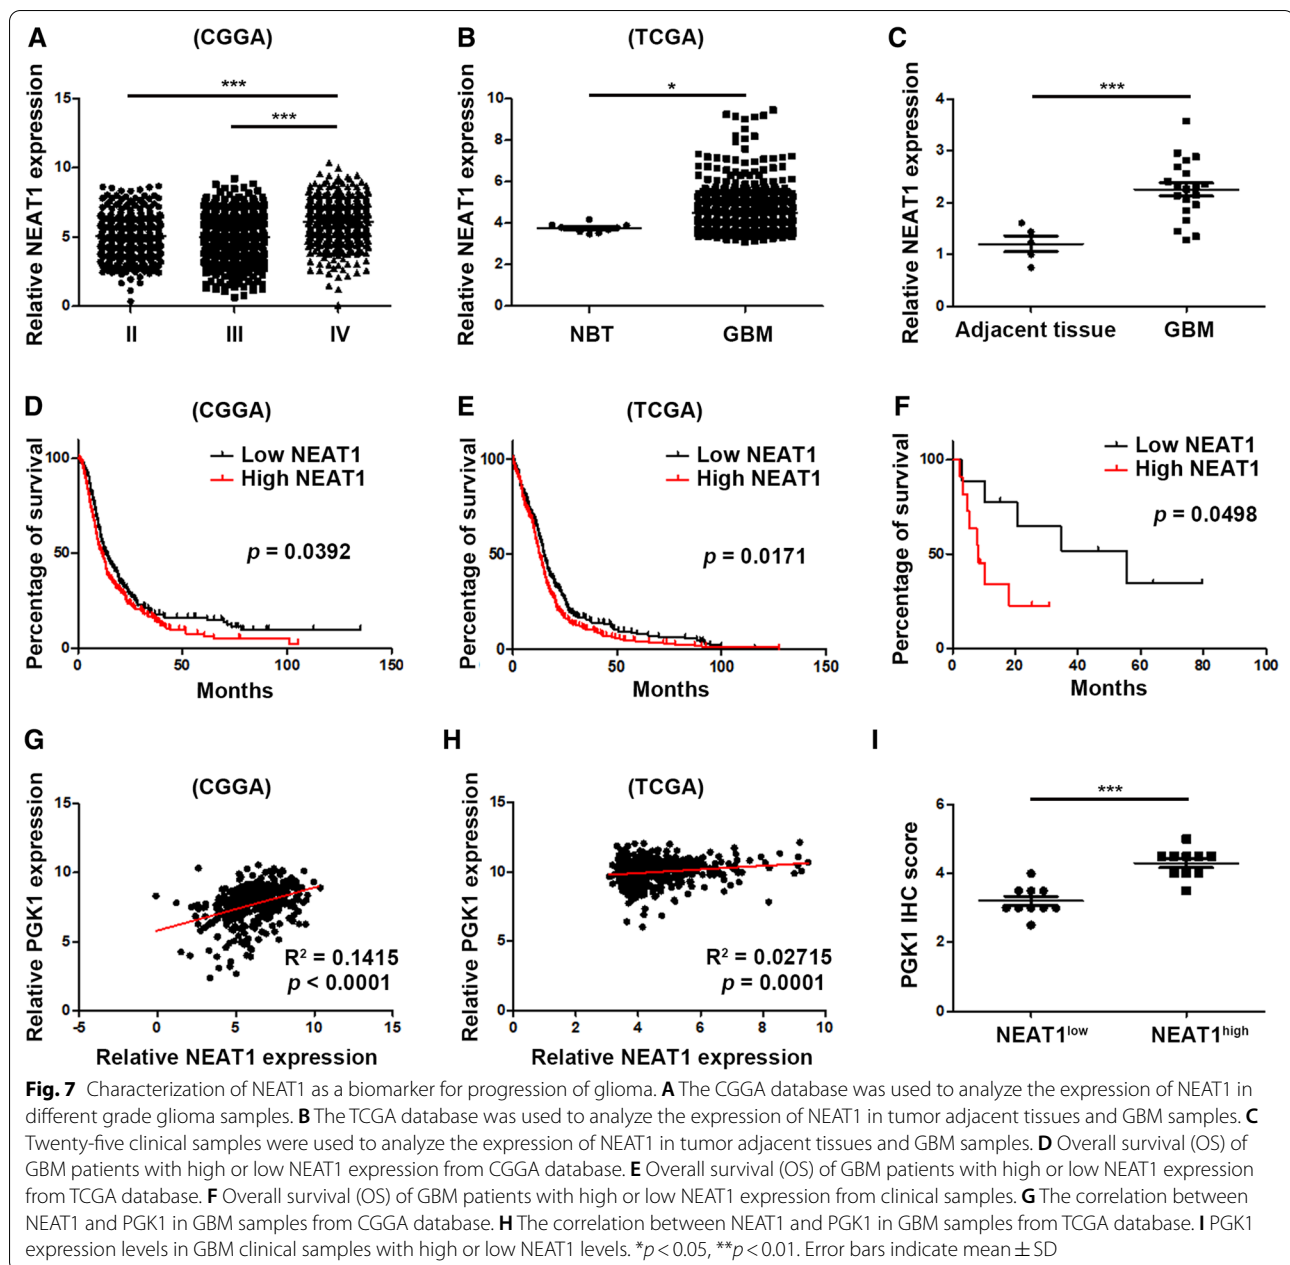 A (CGGA)
Relative NEAT1 expression
15
10
5
0
***
***
II III IV
B (TCGA)
Relative NEAT1 expression
10
8
6
4
2
0
*
NBT GBM
C
Relative NEAT1 expression
4
3
2
1
0
***
Adjacent tissue GBM
D (CGGA)
Percentage of survival
100
50
0
Low NEAT1
High NEAT1
p = 0.0392
0 50 100 150
Months
E (TCGA)
Percentage of survival
100
50
0
Low NEAT1
High NEAT1
p = 0.0171
0 50 100 150
Months
F
Percentage of survival
100
50
0
Low NEAT1
High NEAT1
p = 0.0498
0 20 40 60 80 100
Months
G (CGGA)
Relative PGK1 expression
15
10
5
0
R² = 0.1415
p < 0.0001
-5 0 5 10 15
Relative NEAT1 expression
H (TCGA)
Relative PGK1 expression
15
10
5
0
R² = 0.02715
p = 0.0001
0 2 4 6 8 10
Relative NEAT1 expression
I
PGK1 IHC score
6
4
2
0
***
NEAT1low NEAT1high
Fig. 7 Characterization of NEAT1 as a biomarker for progression of glioma. A The CGGA database was used to analyze the expression of NEAT1 in
different grade glioma samples. B The TCGA database was used to analyze the expression of NEAT1 in tumor adjacent tissues and GBM samples. C
Twenty-five clinical samples were used to analyze the expression of NEAT1 in tumor adjacent tissues and GBM samples. D Overall survival (OS) of
GBM patients with high or low NEAT1 expression from CGGA database. E Overall survival (OS) of GBM patients with high or low NEAT1 expression
from TCGA database. F Overall survival (OS) of GBM patients with high or low NEAT1 expression from clinical samples. G The correlation between
NEAT1 and PGK1 in GBM samples from CGGA database. H The correlation between NEAT1 and PGK1 in GBM samples from TCGA database. I PGK1
expression levels in GBM clinical samples with high or low NEAT1 levels. *p < 0.05, **p < 0.01. Error bars indicate mean ± SD